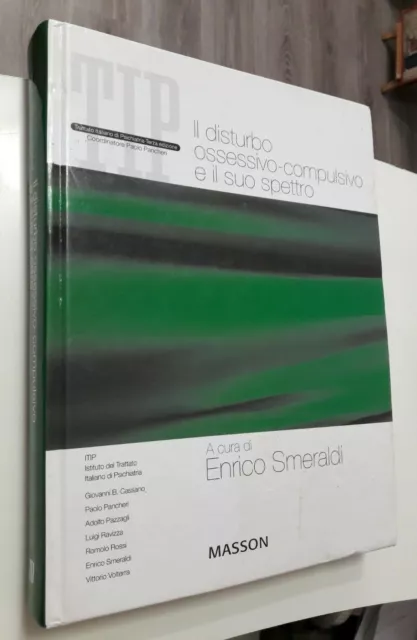 TIP
Trattato Italiano di Psichiatria Terza edizione
Coordinatore Paolo Pancheri
Il disturbo
ossessivo-compulsivo
e il suo spettro
A cura di
Enrico Smeraldi
ITIP
Istituto del Trattato
Italiano di Psichiatria
Giovanni B. Cassano
Paolo Pancheri
Adolfo Pazzagli
Luigi Ravizza
Romolo Rossi
Enrico Smeraldi
Vittorio Volterra
MASSON